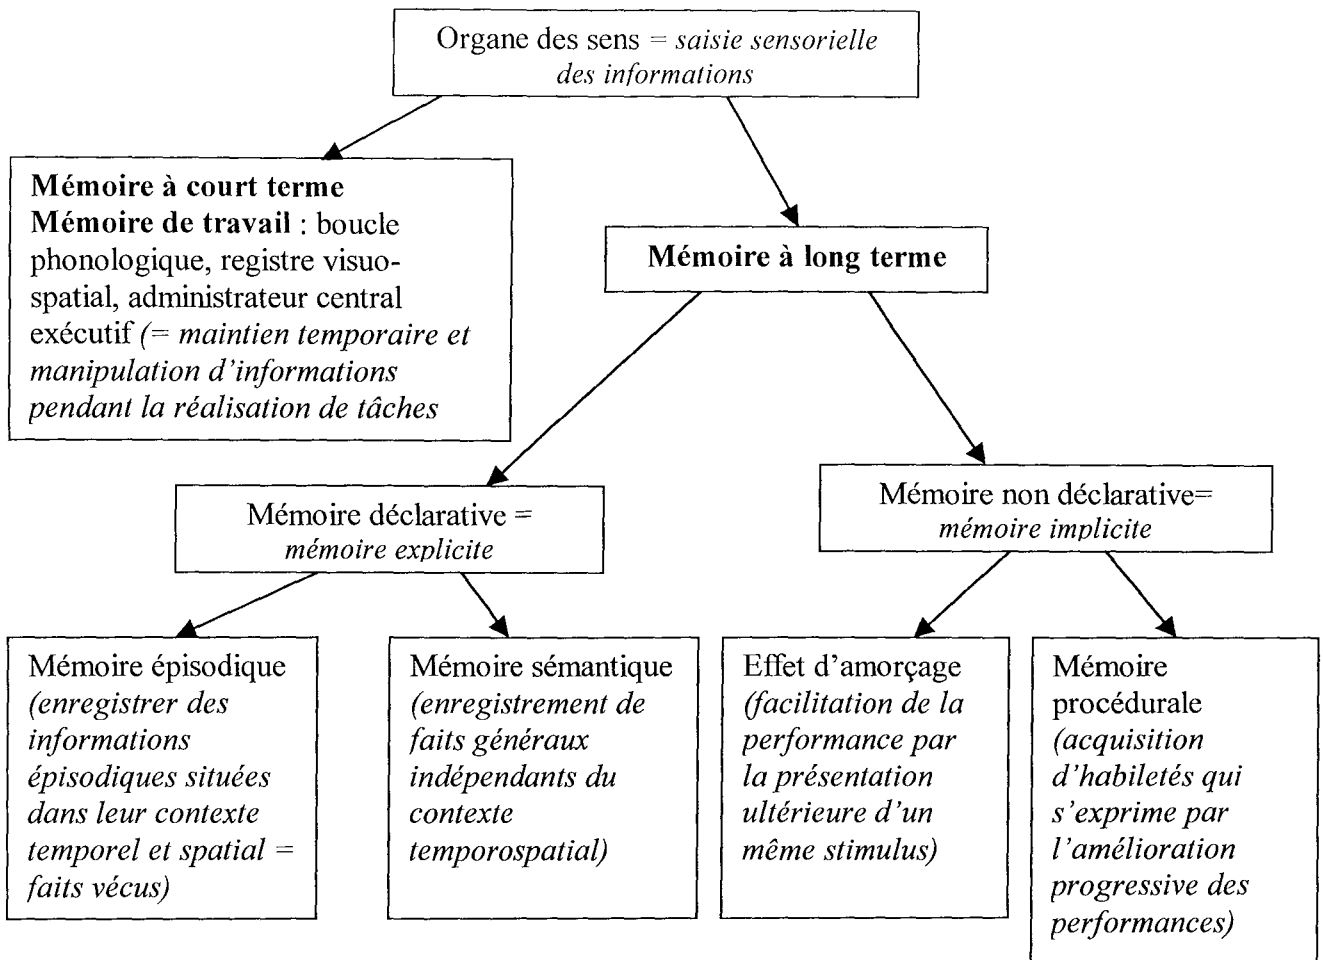 Organe des sens = saisie sensorielle
des informations
Mémoire à court terme
Mémoire de travail : boucle
phonologique, registre visuo-
spatial, administrateur central
exécutif (= maintien temporaire et
manipulation d'informations
pendant la réalisation de tâches
Mémoire à long terme
Mémoire déclarative =
mémoire explicite
Mémoire non déclarative=
mémoire implicite
Mémoire épisodique
(enregistrer des
informations
épisodiques situées
dans leur contexte
temporel et spatial =
faits vécus)
Mémoire sémantique
(enregistrement de
faits généraux
indépendants du
contexte
temporospatial)
Effet d'amorçage
(facilitation de la
performance par
la présentation
ultérieure d'un
même stimulus)
Mémoire
procédurale
(acquisition
d'habiletés qui
s'exprime par
l'amélioration
progressive des
performances)